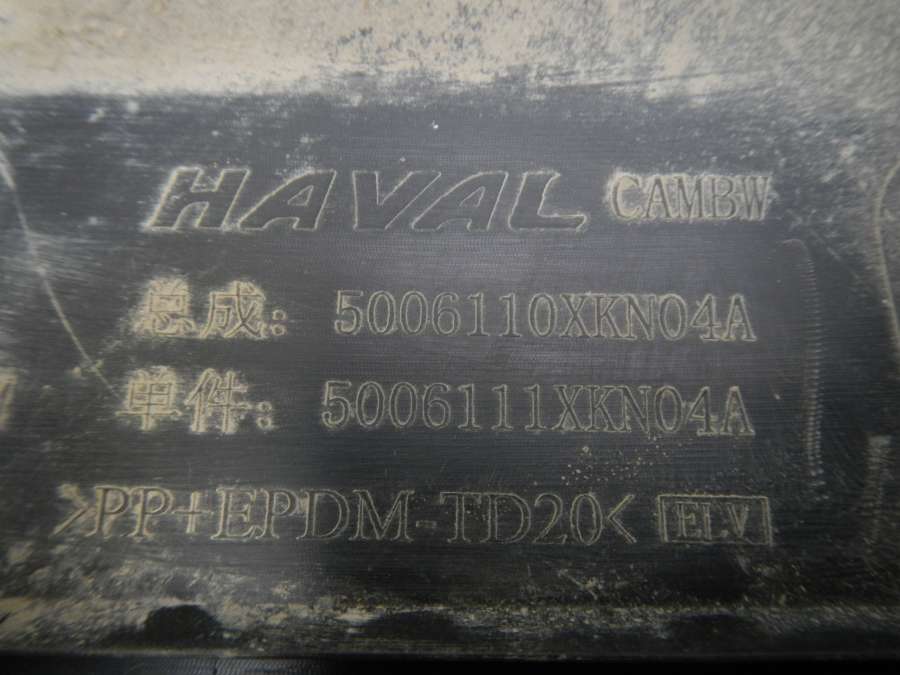 HAVAL CAMBW
总成: 5006110XKN04A
单件: 5006111XKN04A
>PP+EPDM-TD20< ELV